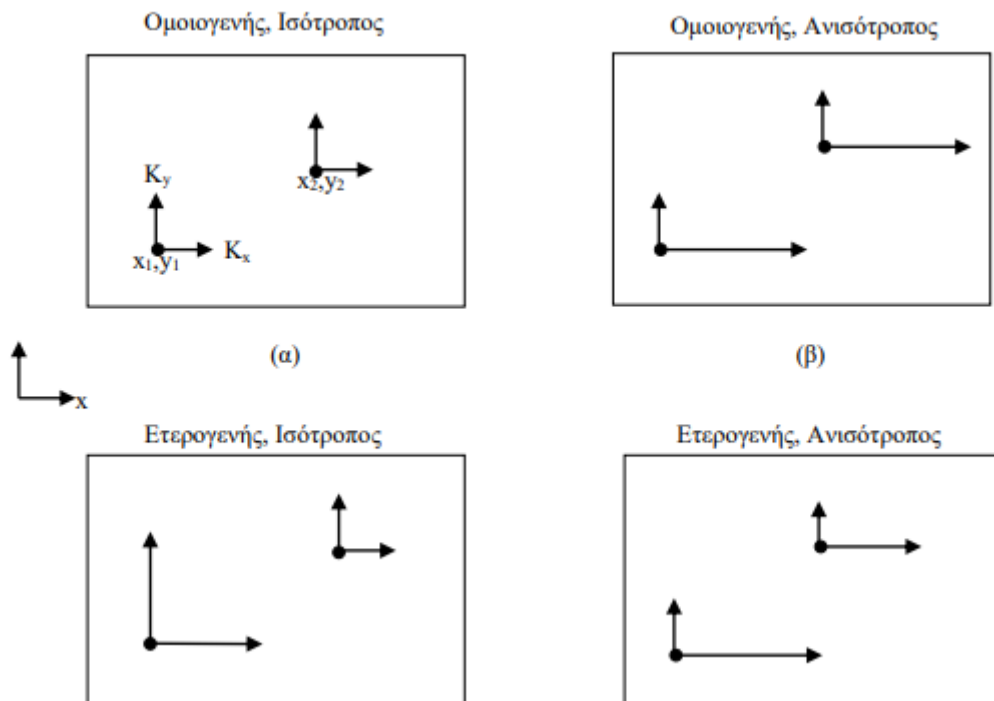 Ομοιογενής, Ισότροπος
Ομοιογενής, Ανισότροπος
Ky
x2,y2
Kx
x1,y1
(α)
(β)
x
Ετερογενής, Ισότροπος
Ετερογενής, Ανισότροπος